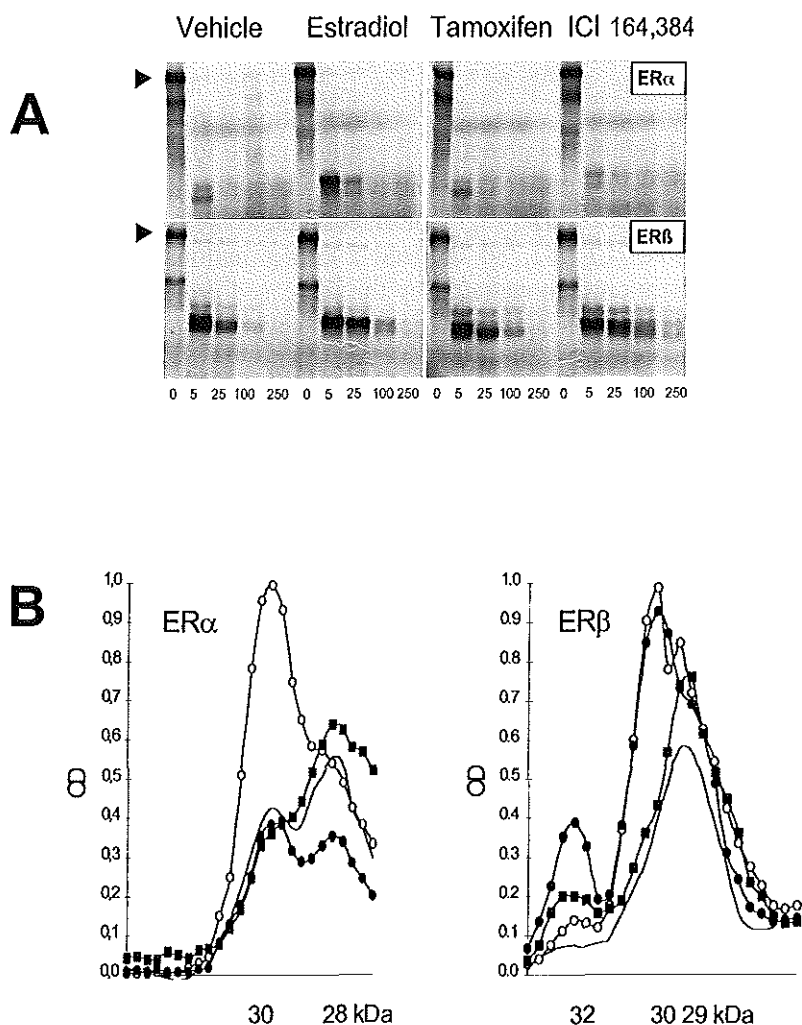 Vehicle Estradiol Tamoxifen ICI 164,384
A
ERα
ERß
0 5 25 100 250 0 5 25 100 250 0 5 25 100 250 0 5 25 100 250
B
1,0
0,9
0,8
0,7
0,6
0,5
0,4
0,3
0,2
0,1
0,0
OD
ERα
30 28 kDa
1,0
0,9
0,8
0,7
0,6
0,5
0,4
0,3
0,2
0,1
0.0
OD
ERβ
32 30 29 kDa